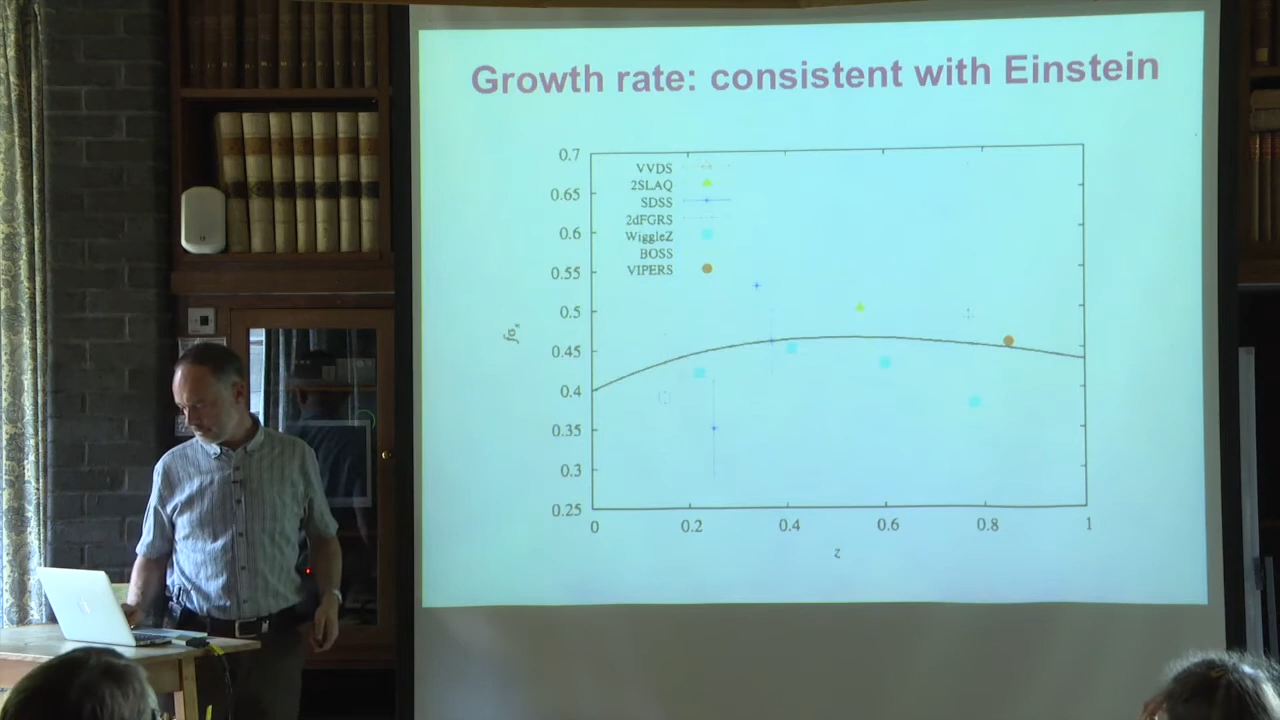 Growth rate: consistent with Einstein
0.7
0.65
0.6
0.55
0.5
0.45
0.4
0.35
0.3
0.25
VVDS
2SLAQ
SDSS
2dFGRS
WiggleZ
BOSS
VIPERS
0
0.2
0.4
0.6
0.8
1
z